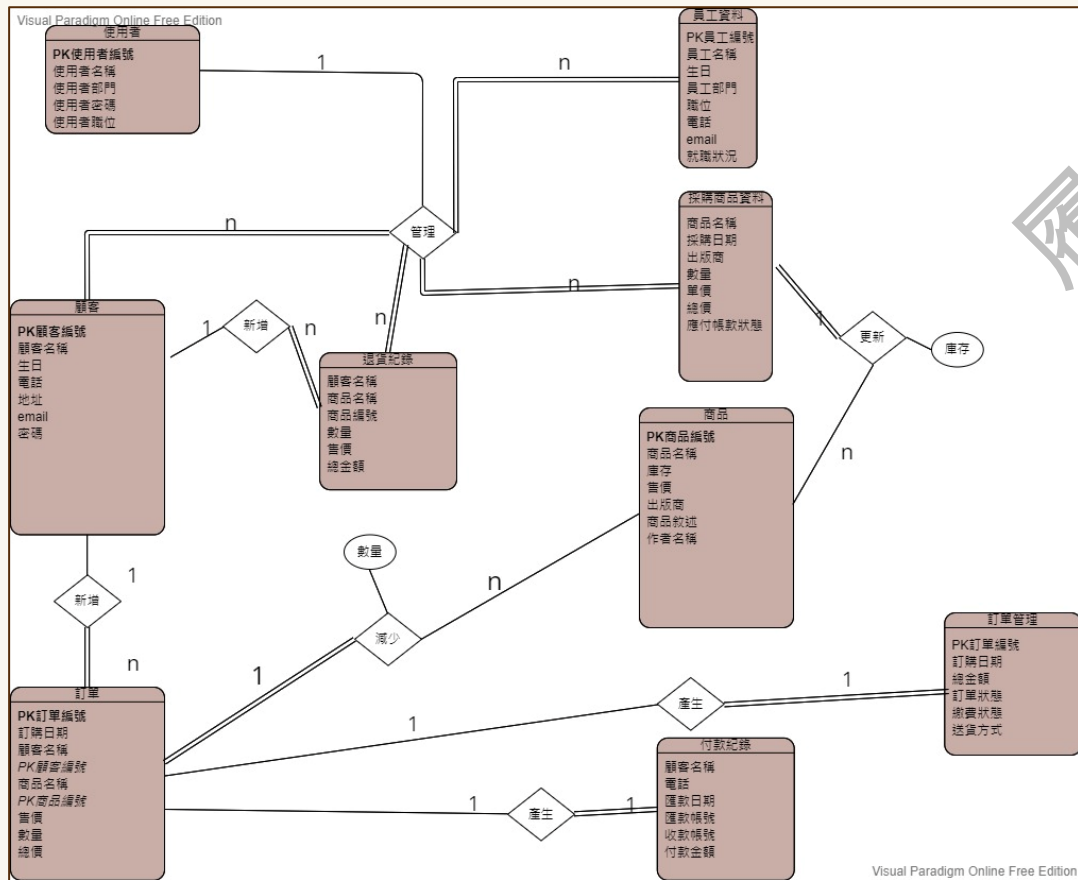 Visual Paradigm Online Free Edition
使用者
PK使用者編號
使用者名稱
使用者部門
使用者密碼
使用者職位
員工資料
PK員工編號
員工名稱
生日
員工部門
職位
電話
email
就職狀況
1
n
管理
n
n
n
採購商品資料
商品名稱
採購日期
出版商
數量
單價
總價
應付帳款狀態
顧客
PK顧客編號
顧客名稱
生日
電話
地址
email
密碼
1
新增
n
退貨紀錄
顧客名稱
商品名稱
商品編號
數量
售價
總金額
1
更新
庫存
n
商品
PK商品編號
商品名稱
庫存
售價
出版商
商品敘述
作者名稱
數量
減少
n
1
1
新增
n
訂單
PK訂單編號
訂購日期
顧客名稱
PK顧客編號
商品名稱
PK商品編號
售價
數量
總價
1
產生
1
訂單管理
PK訂單編號
訂購日期
總金額
訂單狀態
繳費狀態
送貨方式
1
產生
1
付款紀錄
顧客名稱
電話
匯款日期
匯款帳號
收款帳號
付款金額
Visual Paradigm Online Free Edition